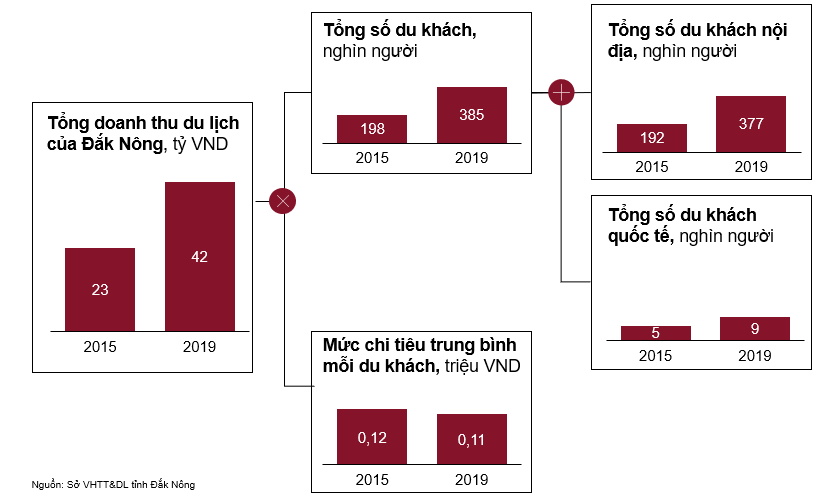 Tổng doanh thu du lịch
của Đắk Nông, tỷ VND
23
42
2015
2019
Tổng số du khách,
nghìn người
198
385
2015
2019
Mức chi tiêu trung bình
mỗi du khách, triệu VND
0,12
0,11
2015
2019
Tổng số du khách nội
địa, nghìn người
192
377
2015
2019
Tổng số du khách
quốc tế, nghìn người
5
9
2015
2019
Nguồn: Sở VHTT&DL tỉnh Đắk Nông